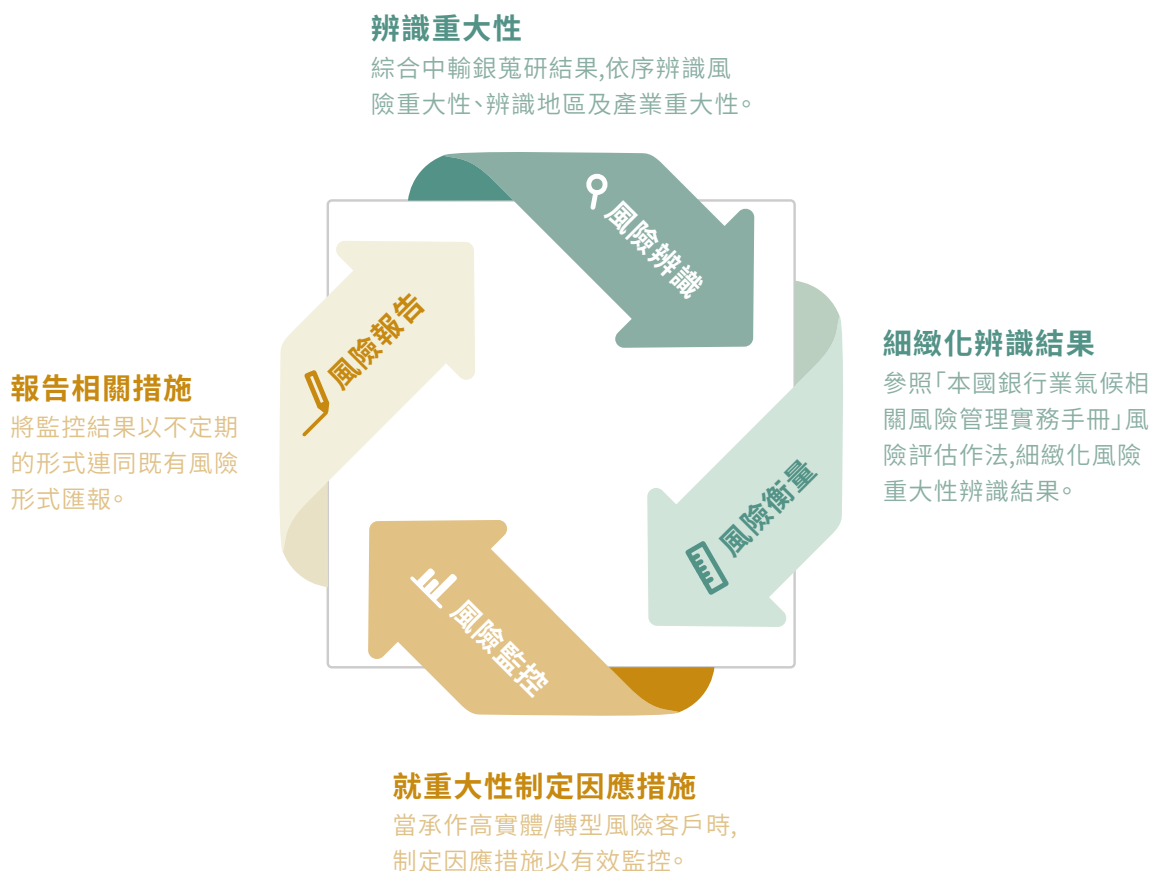 辨識重大性
綜合中輸銀蒐研結果,依序辨識風
險重大性、辨識地區及產業重大性。
風險辨識
細緻化辨識結果
參照「本國銀行業氣候相
關風險管理實務手冊」風
險評估作法,細緻化風險
重大性辨識結果。
風險衡量
風險報告
報告相關措施
將監控結果以不定期
的形式連同既有風險
形式匯報。
風險監控
就重大性制定因應措施
當承作高實體/轉型風險客戶時,
制定因應措施以有效監控。